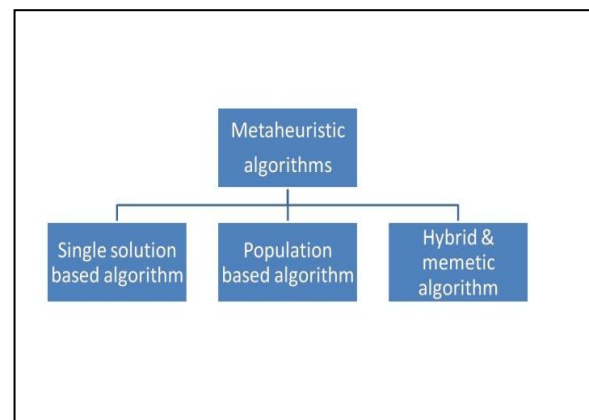 Metaheuristic
algorithms
Single solution
based algorithm
Population
based algorithm
Hybrid &
memetic
algorithm